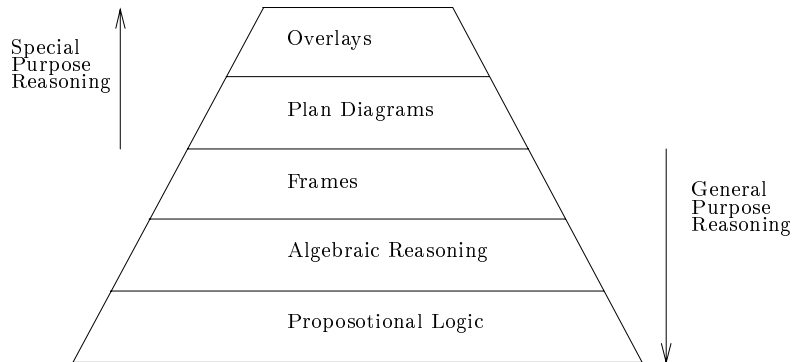 Overlays
Special
Purpose
Reasoning
Plan Diagrams
Frames
General
Purpose
Reasoning
Algebraic Reasoning
Proposotional Logic